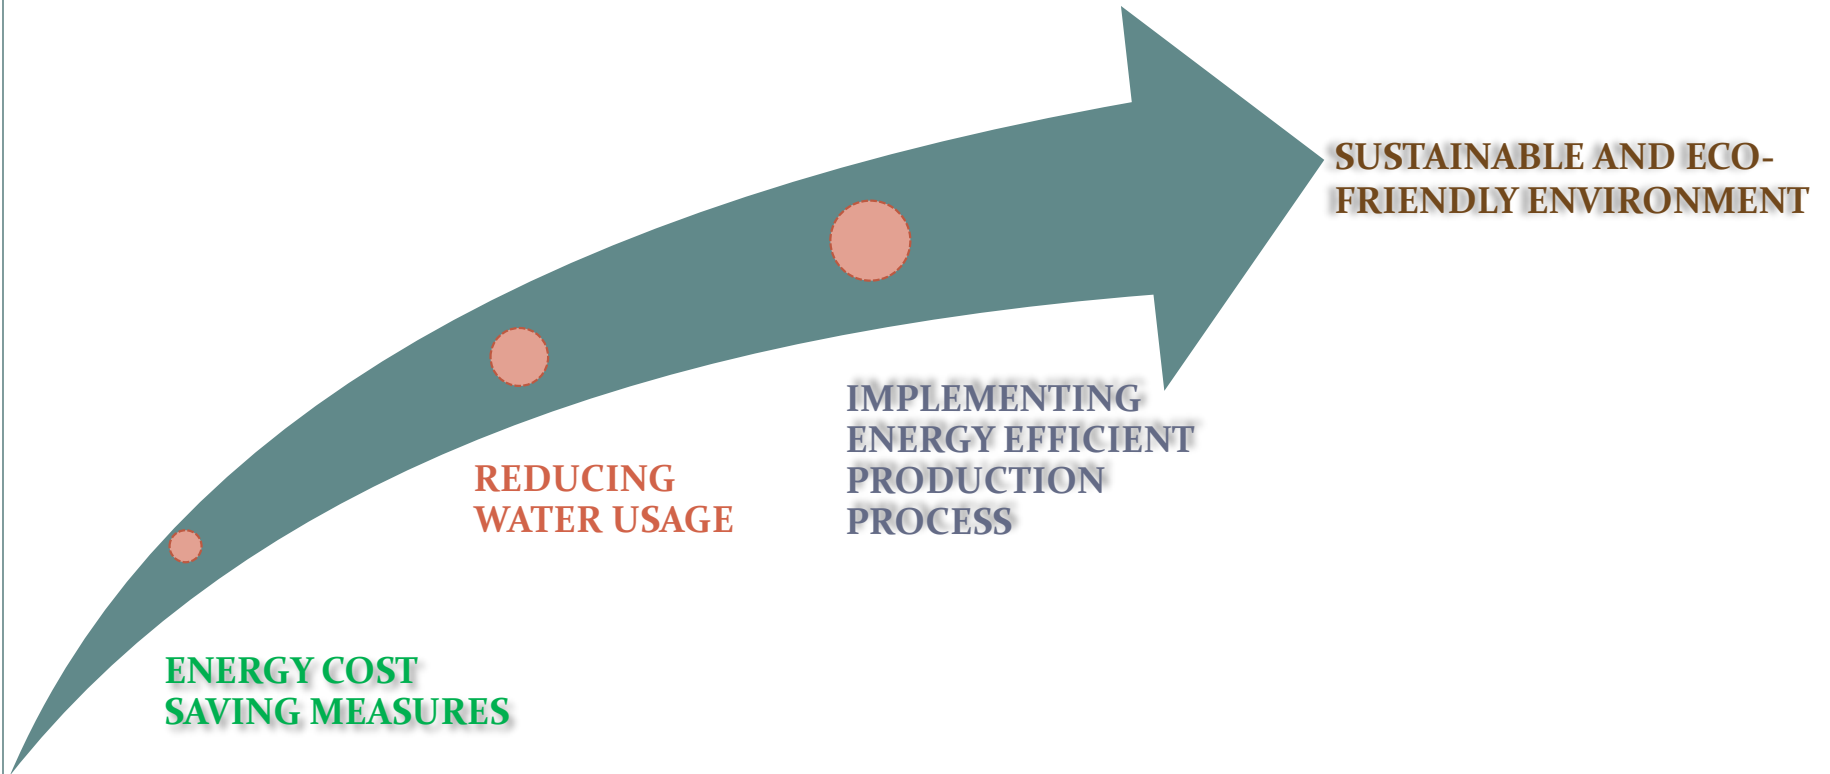 SUSTAINABLE AND ECO-
FRIENDLY ENVIRONMENT
IMPLEMENTING
ENERGY EFFICIENT
PRODUCTION
PROCESS
REDUCING
WATER USAGE
ENERGY COST
SAVING MEASURES